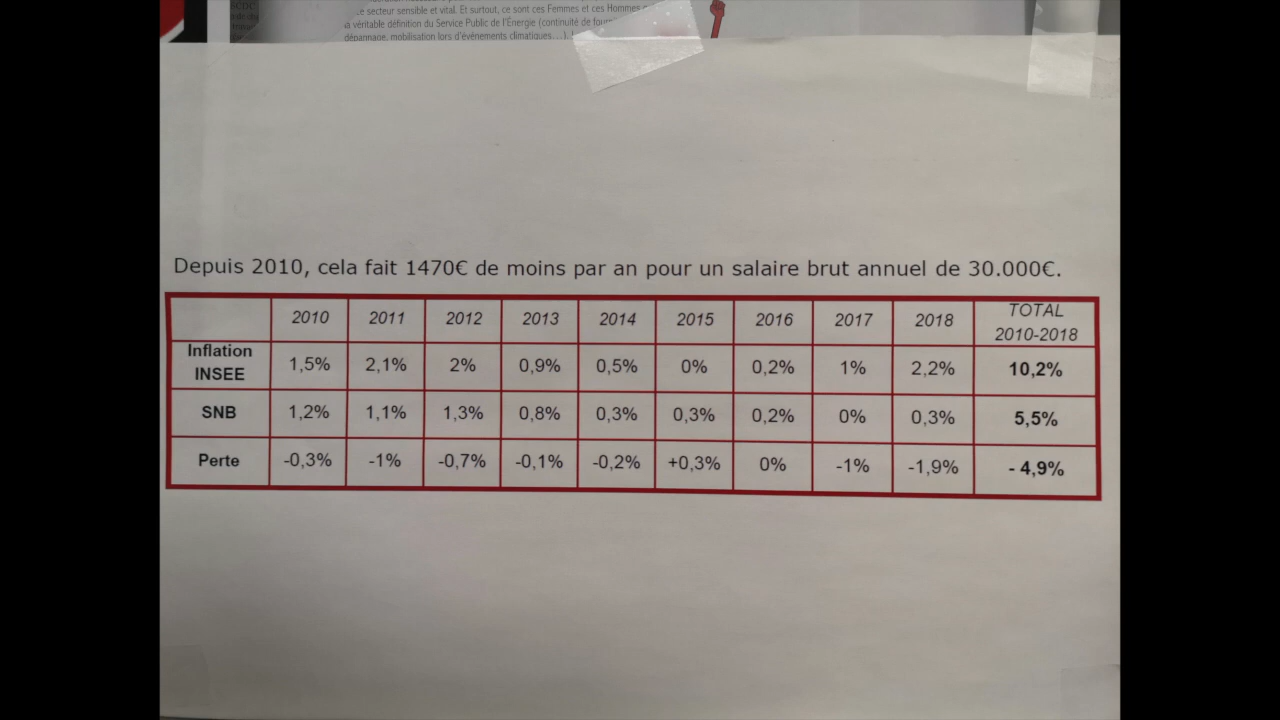 secteur sensible et vital. Et surtout, ce sont ces Femmes et ces Hommes
la véritable définition du Service Public de l'Énergie (continuité de
dépannage, mobilisation lors d'événements climatiques…).
Depuis 2010, cela fait 1470€ de moins par an pour un salaire brut annuel de 30.000€.
2010 2011 2012 2013 2014 2015 2016 2017 2018 TOTAL 2010-2018
Inflation INSEE 1,5% 2,1% 2% 0,9% 0,5% 0% 0,2% 1% 2,2% 10,2%
SNB 1,2% 1,1% 1,3% 0,8% 0,3% 0,3% 0,2% 0% 0,3% 5,5%
Perte -0,3% -1% -0,7% -0,1% -0,2% +0,3% 0% -1% -1,9% - 4,9%